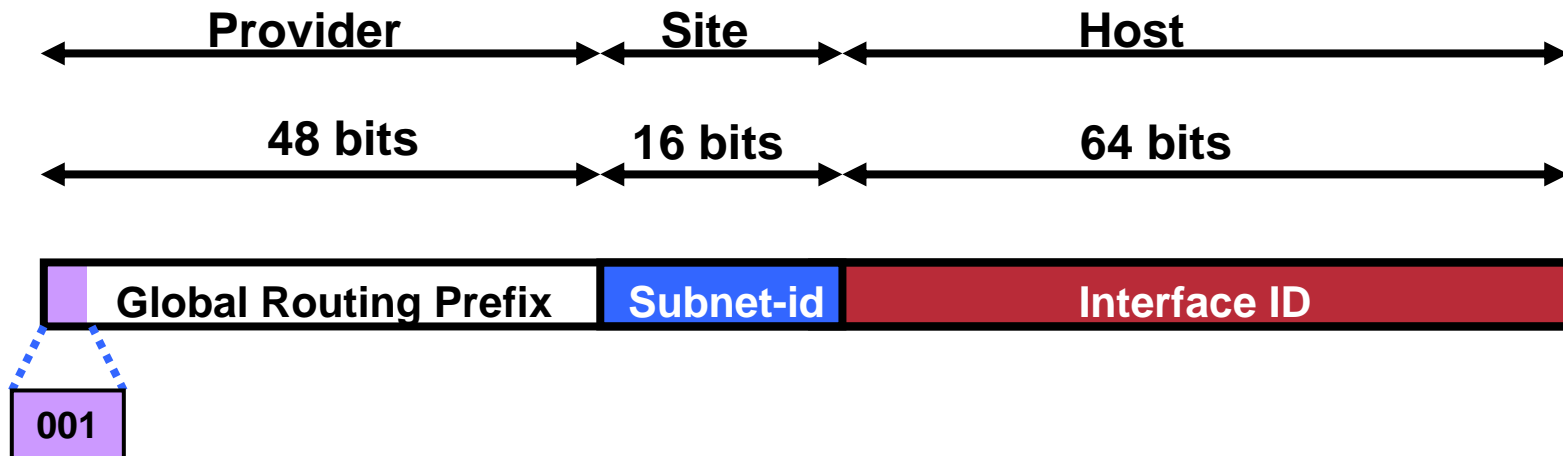 Provider Site Host
48 bits 16 bits 64 bits
Global Routing Prefix Subnet-id Interface ID
001